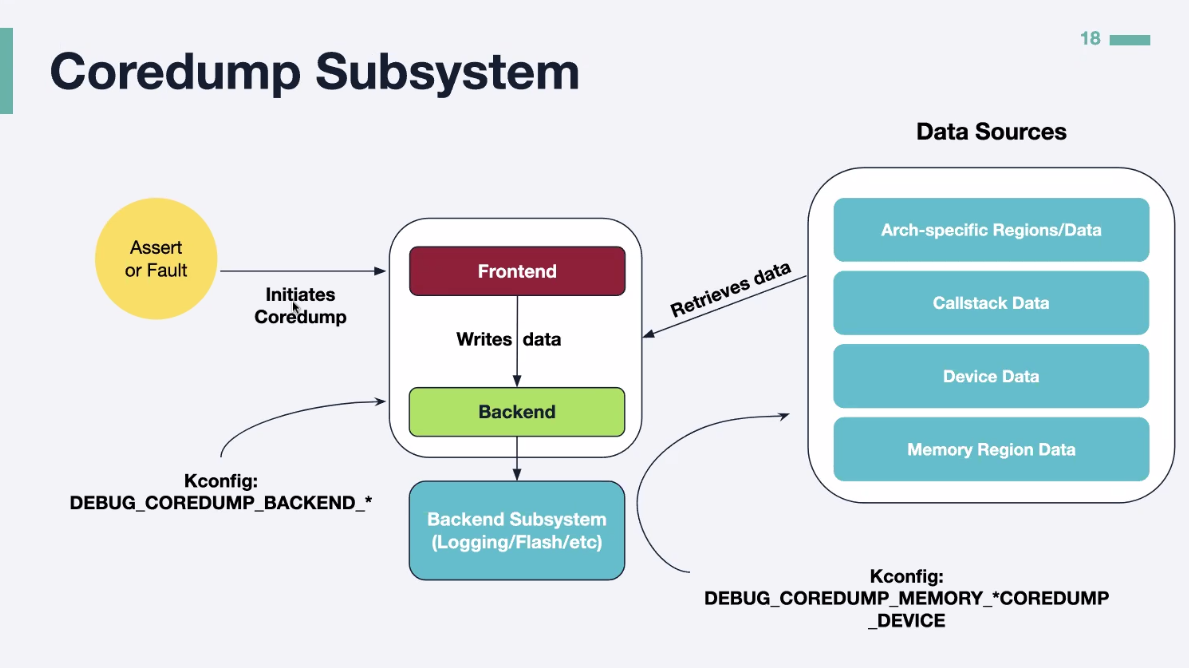 18
Coredump Subsystem
Data Sources
Assert
or Fault
Initiates
Coredump
Frontend
Writes data
Backend
Retrieves data
Arch-specific Regions/Data
Callstack Data
Device Data
Memory Region Data
Kconfig:
DEBUG_COREDUMP_BACKEND_*
Backend Subsystem
(Logging/Flash/etc)
Kconfig:
DEBUG_COREDUMP_MEMORY_*COREDUMP
_DEVICE